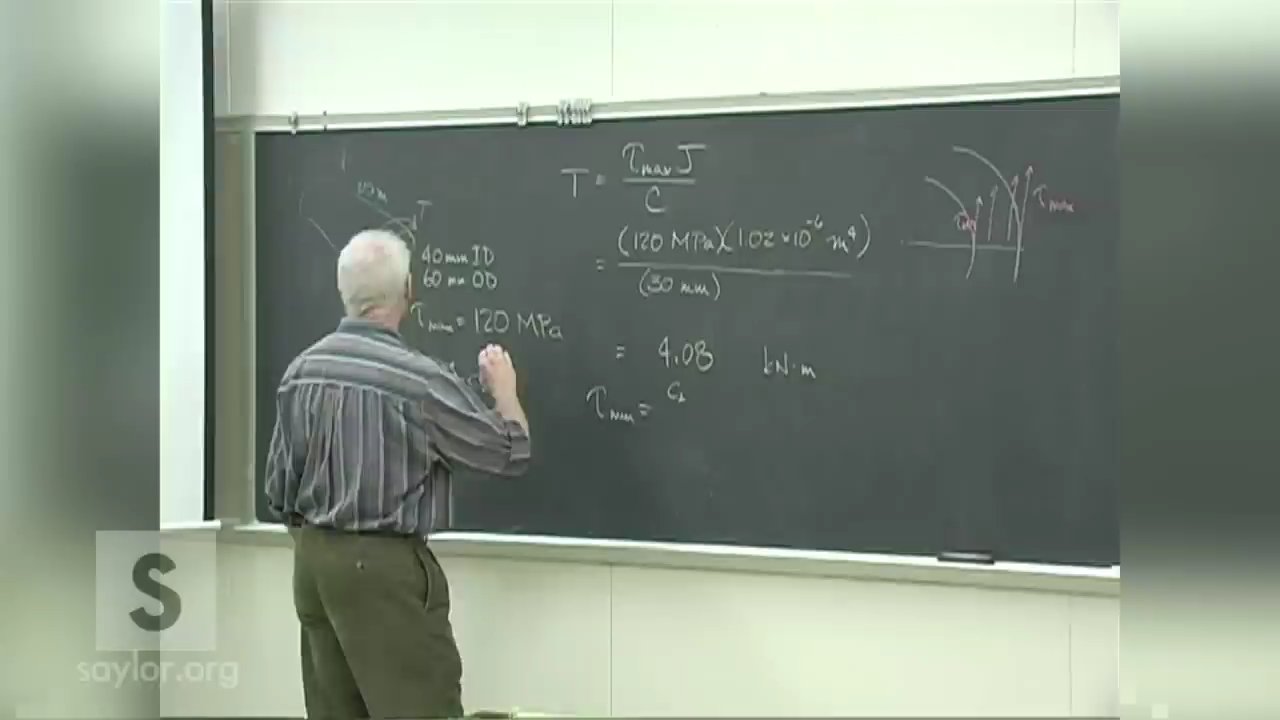 T = τmax J / C
T
40 mm ID
60 mm OD
= (120 MPa)(1.02 × 10⁻⁶ m⁴) / (30 mm)
τmax = 120 MPa
= 4.08 kN·m
τmin = c₁
τmax
S
saylor.org